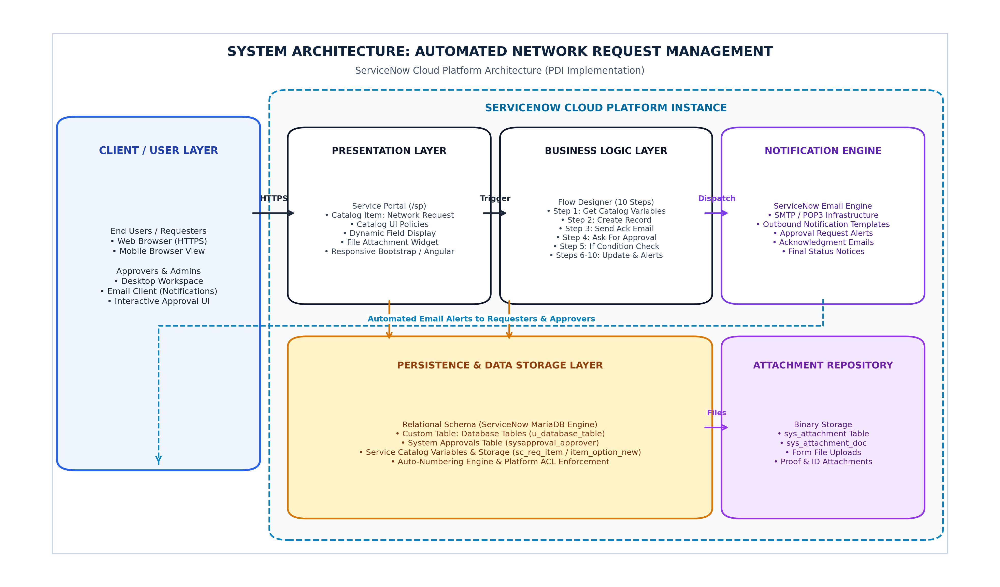 SYSTEM ARCHITECTURE: AUTOMATED NETWORK REQUEST MANAGEMENT
ServiceNow Cloud Platform Architecture (PDI Implementation)
SERVICENOW CLOUD PLATFORM INSTANCE
CLIENT / USER LAYER
End Users / Requesters
• Web Browser (HTTPS)
• Mobile Browser View
Approvers & Admins
• Desktop Workspace
• Email Client (Notifications)
• Interactive Approval UI
HTTPS
PRESENTATION LAYER
Service Portal (/sp)
• Catalog Item: Network Request
• Catalog UI Policies
• Dynamic Field Display
• File Attachment Widget
• Responsive Bootstrap / Angular
Trigger
BUSINESS LOGIC LAYER
Flow Designer (10 Steps)
• Step 1: Get Catalog Variables
• Step 2: Create Record
• Step 3: Send Ack Email
• Step 4: Ask For Approval
• Step 5: If Condition Check
• Steps 6-10: Update & Alerts
Dispatch
NOTIFICATION ENGINE
ServiceNow Email Engine
• SMTP / POP3 Infrastructure
• Outbound Notification Templates
• Approval Request Alerts
• Acknowledgment Emails
• Final Status Notices
Automated Email Alerts to Requesters & Approvers
PERSISTENCE & DATA STORAGE LAYER
Relational Schema (ServiceNow MariaDB Engine)
• Custom Table: Database Tables (u_database_table)
• System Approvals Table (sysapproval_approver)
• Service Catalog Variables & Storage (sc_req_item / item_option_new)
• Auto-Numbering Engine & Platform ACL Enforcement
Files
ATTACHMENT REPOSITORY
Binary Storage
• sys_attachment Table
• sys_attachment_doc
• Form File Uploads
• Proof & ID Attachments